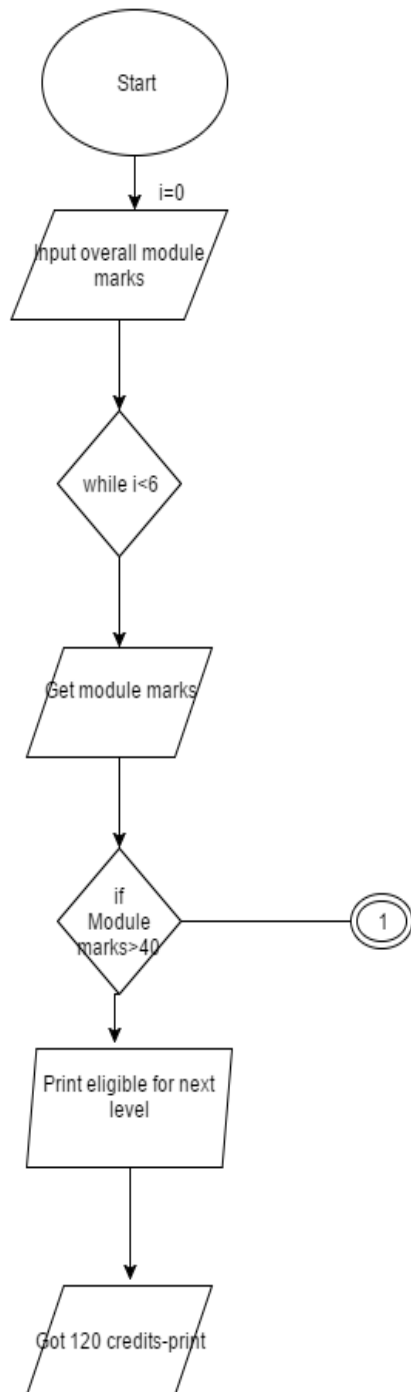 Start
i=0
Input overall module
marks
while i<6
Get module marks
if
Module
marks>40
1
Print eligible for next
level
Got 120 credits-print